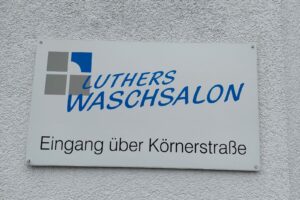 LUTHERS
WASCHSALON
Eingang über Körnerstraße